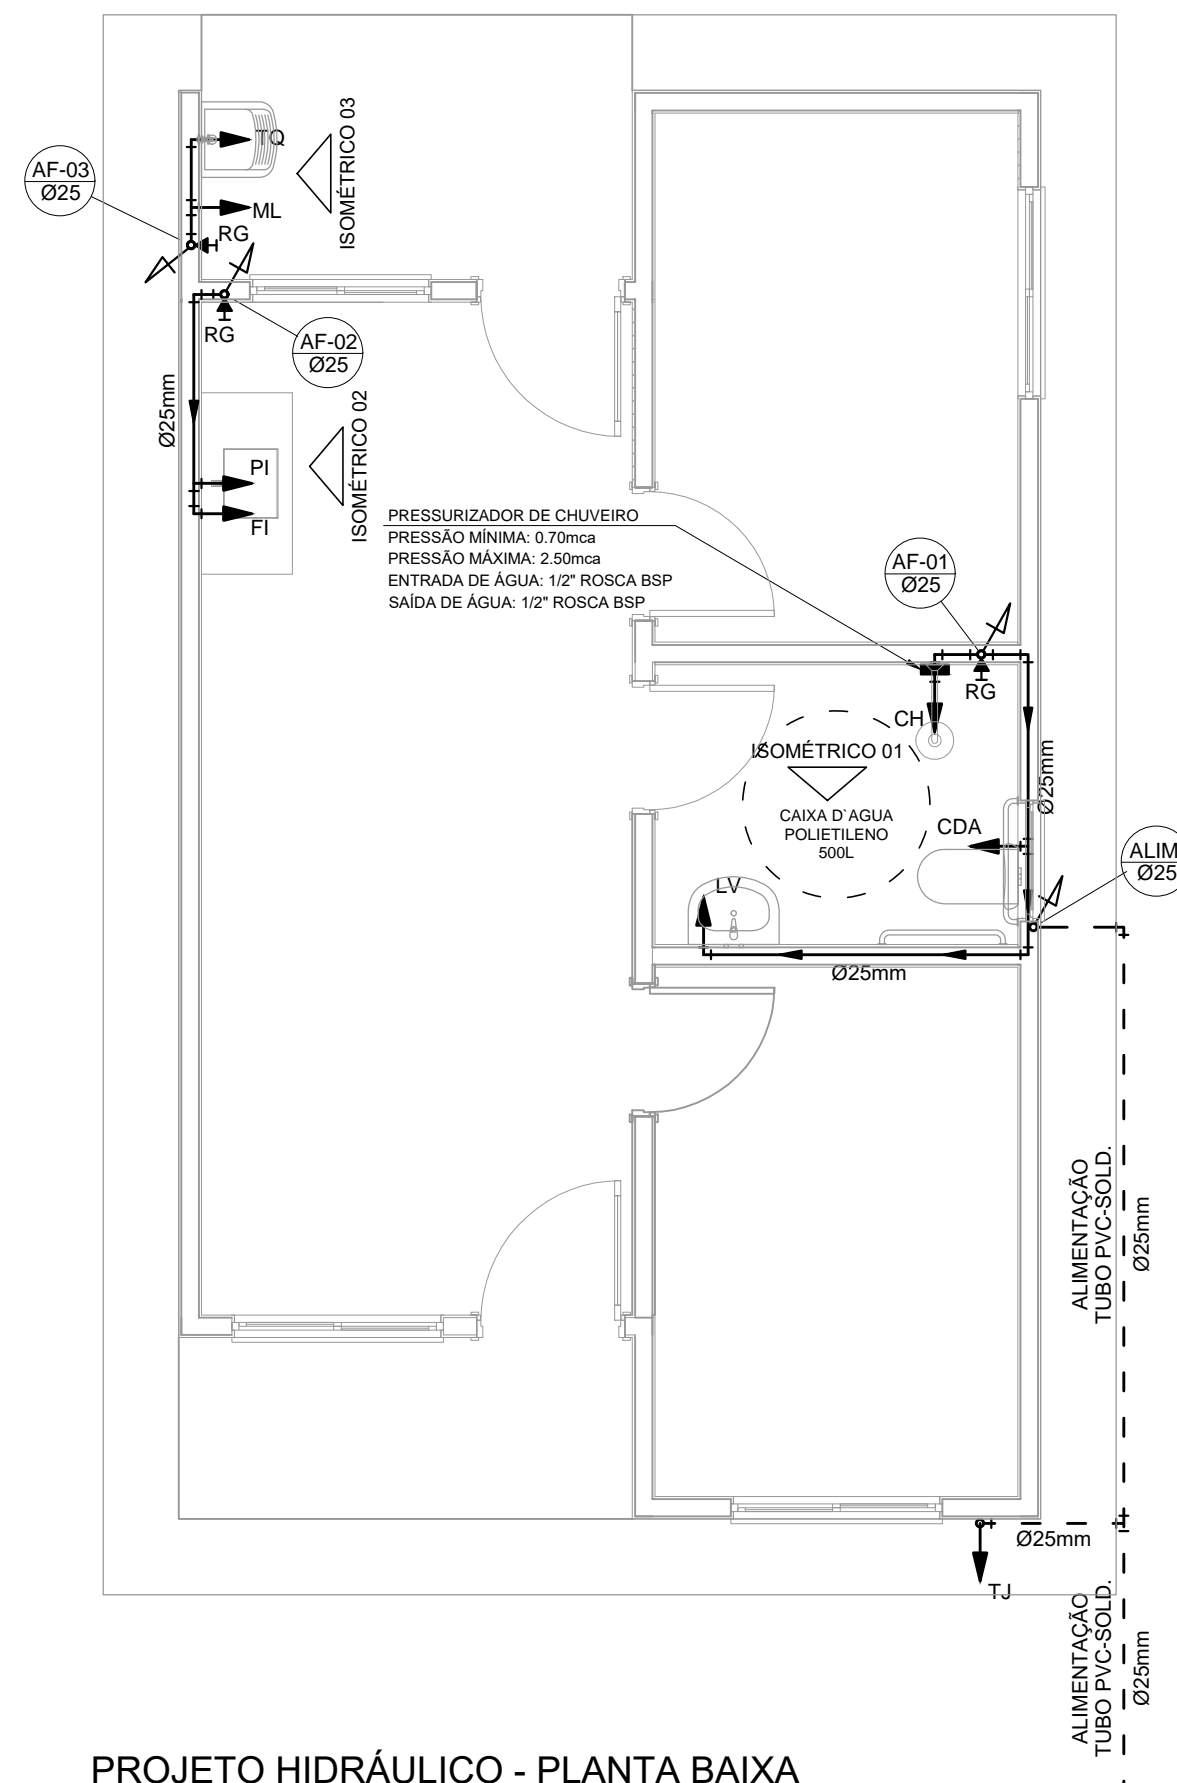 TQ
ISOMÉTRICO 03
AF-03
Ø25
ML
RG
RG
AF-02
Ø25
Ø25mm
ISOMÉTRICO 02
PI
FI
PRESSURIZADOR DE CHUVEIRO
PRESSÃO MÍNIMA: 0.70mca
PRESSÃO MÁXIMA: 2.50mca
ENTRADA DE ÁGUA: 1/2" ROSCA BSP
SAÍDA DE ÁGUA: 1/2" ROSCA BSP
AF-01
Ø25
RG
CH
ISOMÉTRICO 01
Ø25mm
CAIXA D`AGUA
POLIETILENO
500L
CDA
ALIM
Ø25
LV
Ø25mm
ALIMENTAÇÃO
TUBO PVC-SOLD.
Ø25mm
Ø25mm
TJ
ALIMENTAÇÃO
TUBO PVC-SOLD.
Ø25mm
PROJETO HIDRÁULICO - PLANTA BAIXA